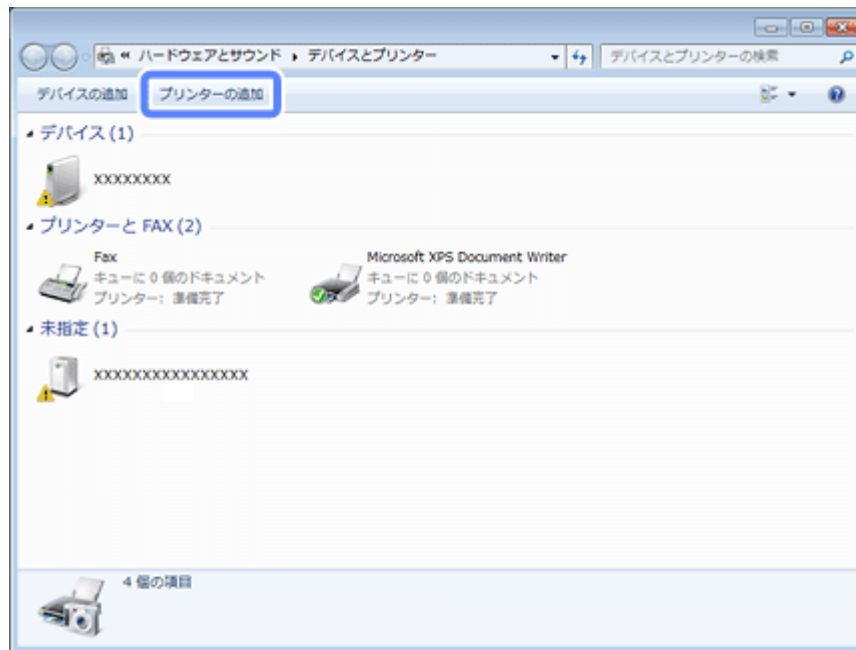 « ハードウェアとサウンド ▸ デバイスとプリンター
デバイスとプリンターの検索
デバイスの追加 プリンターの追加
デバイス (1)
XXXXXXXX
プリンターと FAX (2)
Fax
キューに 0 個のドキュメント
プリンター: 準備完了
Microsoft XPS Document Writer
キューに 0 個のドキュメント
プリンター: 準備完了
未指定 (1)
XXXXXXXXXXXXXXXX
4 個の項目